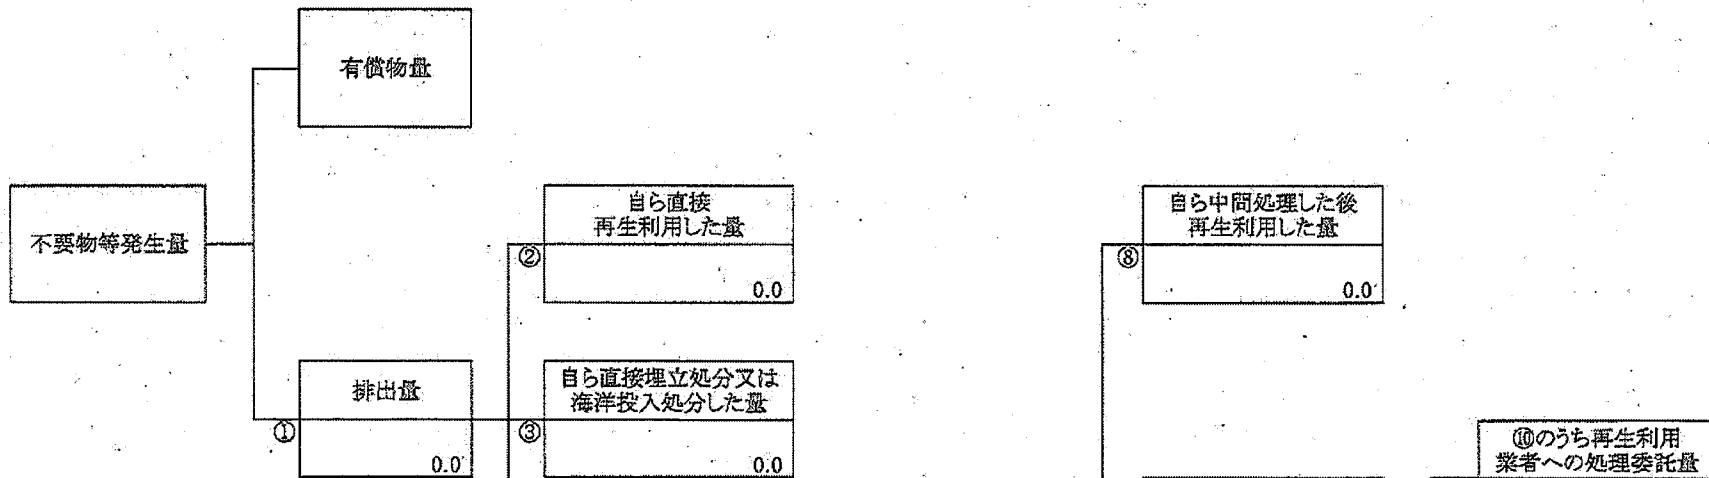 有償物量
不要物等発生量
自ら直接
再生利用した量
②
0.0
自ら中間処理した後
再生利用した量
⑧
0.0
排出量
①
0.0
自ら直接埋立処分又は
海洋投入処分した量
③
0.0
⑩のうち再生利用
業者への処理委託量